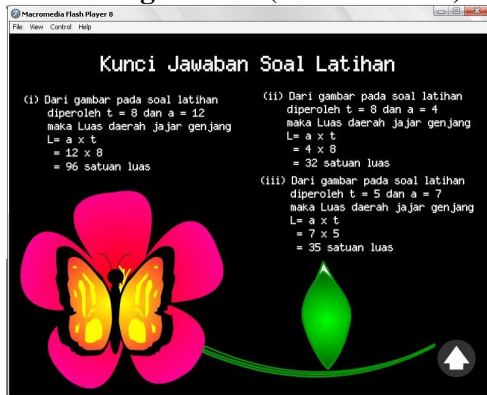 Macromedia Flash Player 8
File View Control Help
Kunci Jawaban Soal Latihan
(i) Dari gambar pada soal latihan
diperoleh t = 8 dan a = 12
maka Luas daerah jajar genjang
L= a x t
= 12 x 8
= 96 satuan luas
(ii) Dari gambar pada soal latihan
diperoleh t = 8 dan a = 4
maka Luas daerah jajar genjang
L= a x t
= 4 x 8
= 32 satuan luas
(iii) Dari gambar pada soal latihan
diperoleh t = 5 dan a = 7
maka Luas daerah jajar genjang
L= a x t
= 7 x 5
= 35 satuan luas